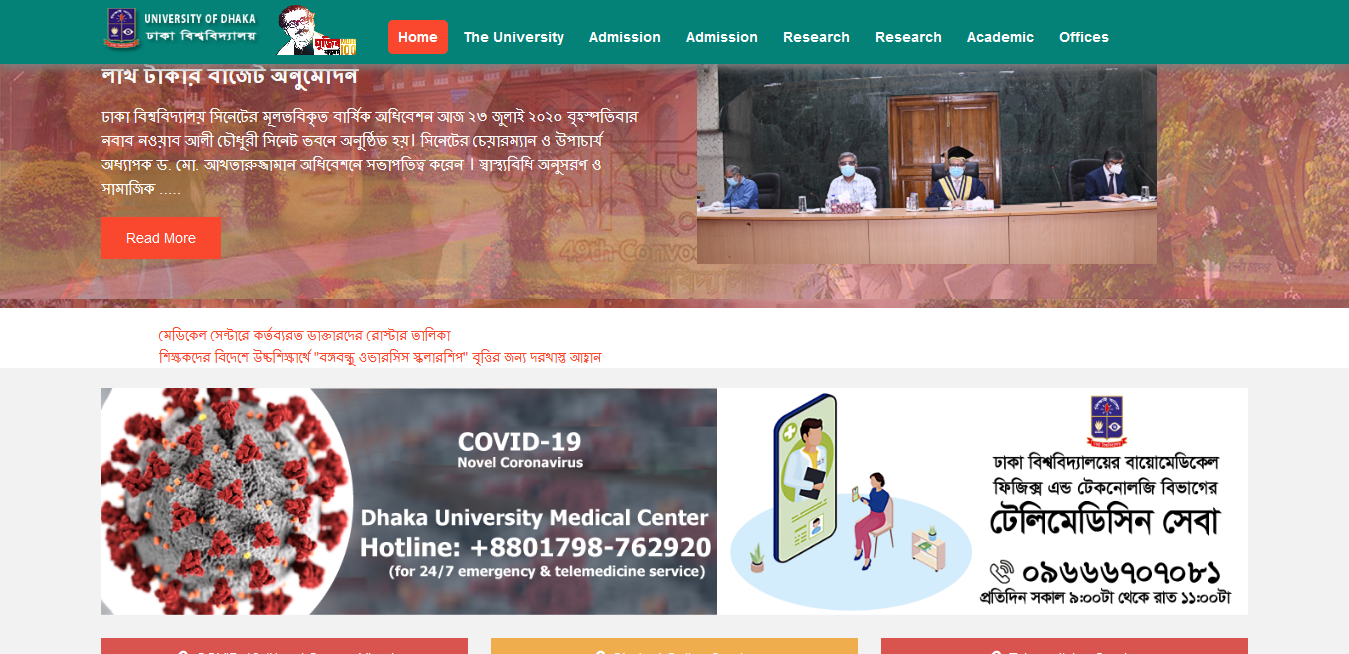 UNIVERSITY OF DHAKA
ঢাকা বিশ্ববিদ্যালয়
Home The University Admission Admission Research Research Academic Offices
লাখ টাকার বাজেট অনুমোদন
ঢাকা বিশ্ববিদ্যালয় সিনেটের মূলতবিকৃত বার্ষিক অধিবেশন আজ ২৩ জুলাই ২০২০ বৃহস্পতিবার
নবাব নওয়াব আলী চৌধুরী সিনেট ভবনে অনুষ্ঠিত হয়। সিনেটের চেয়ারম্যান ও উপাচার্য
অধ্যাপক ড. মো. আখতারুজ্জামান অধিবেশনে সভাপতিত্ব করেন । স্বাস্থ্যবিধি অনুসরণ ও
সামাজিক .....
Read More
49th Convo
মেডিকেল সেন্টারে কর্তব্যরত ডাক্তারদের রোস্টার তালিকা
শিক্ষকদের বিদেশে উচ্চশিক্ষার্থে "বঙ্গবন্ধু ওভারসিস স্কলারশিপ" বৃত্তির জন্য দরখাস্ত আহ্বান
COVID-19
Novel Coronavirus
Dhaka University Medical Center
Hotline: +8801798-762920
(for 24/7 emergency & telemedicine service)
ঢাকা বিশ্ববিদ্যালয়ের বায়োমেডিকেল
ফিজিক্স এন্ড টেকনোলজি বিভাগের
টেলিমেডিসিন সেবা
০৯৬৬৬৭০৭০৮১
প্রতিদিন সকাল ৯:০০টা থেকে রাত ১১:০০টা